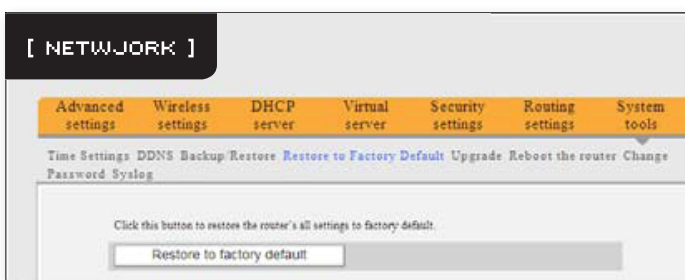 [ NETWJORK ]
Advanced settings
Wireless settings
DHCP server
Virtual server
Security settings
Routing settings
System tools
Time Settings DDNS Backup/Restore Restore to Factory Default Upgrade Reboot the router Change
Password Syslog
Click this button to restore the router's all settings to factory default.
Restore to factory default